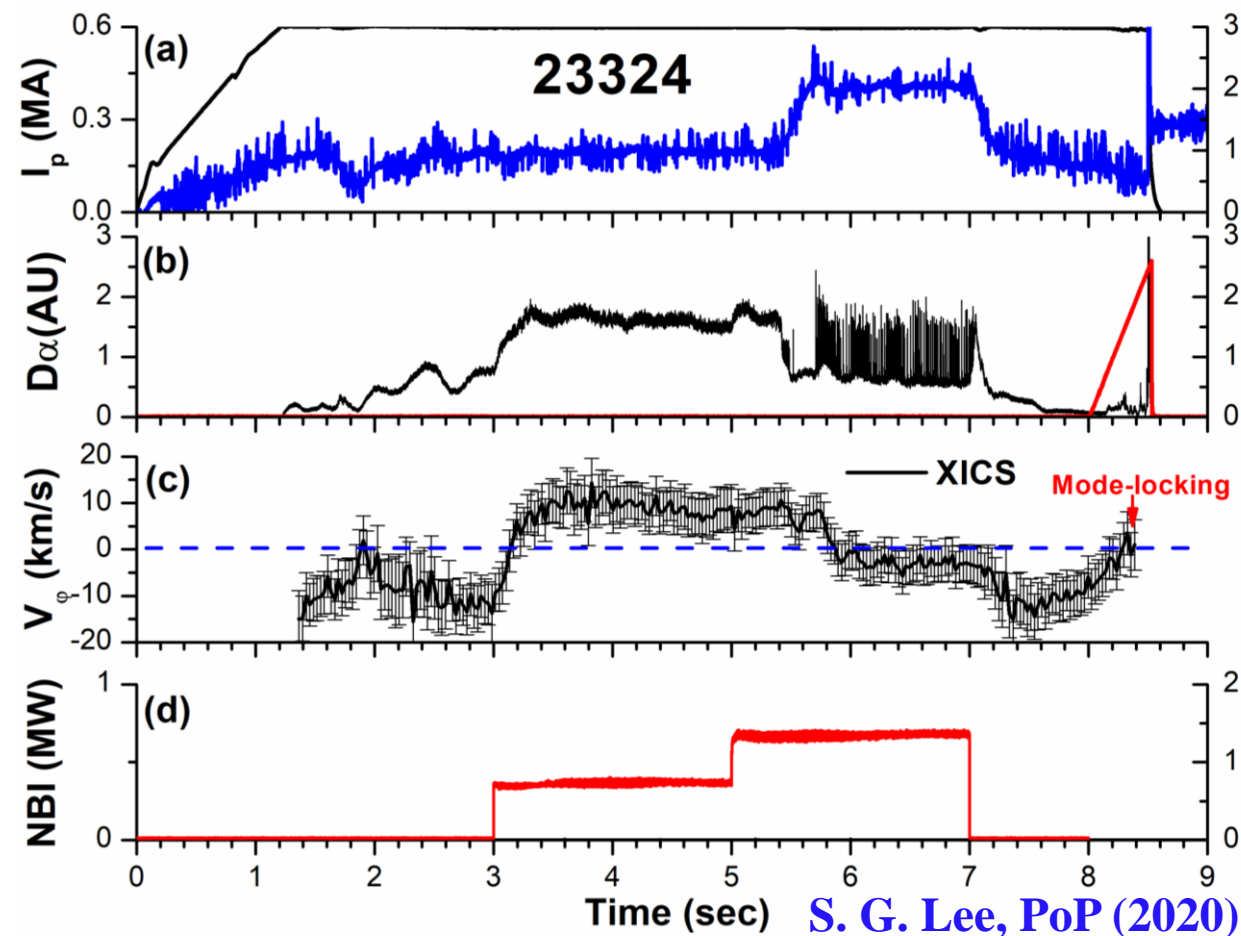 (a)
23324
I_p (MA)
0.6
0.3
0.0
3
2
1
0
(b)
Dα(AU)
3
2
1
0
3
2
1
0
(c)
V_φ (km/s)
20
10
0
-10
-20
XICS
Mode-locking
(d)
NBI (MW)
1
0
2
1
0
0 1 2 3 4 5 6 7 8 9
Time (sec)
S. G. Lee, PoP (2020)